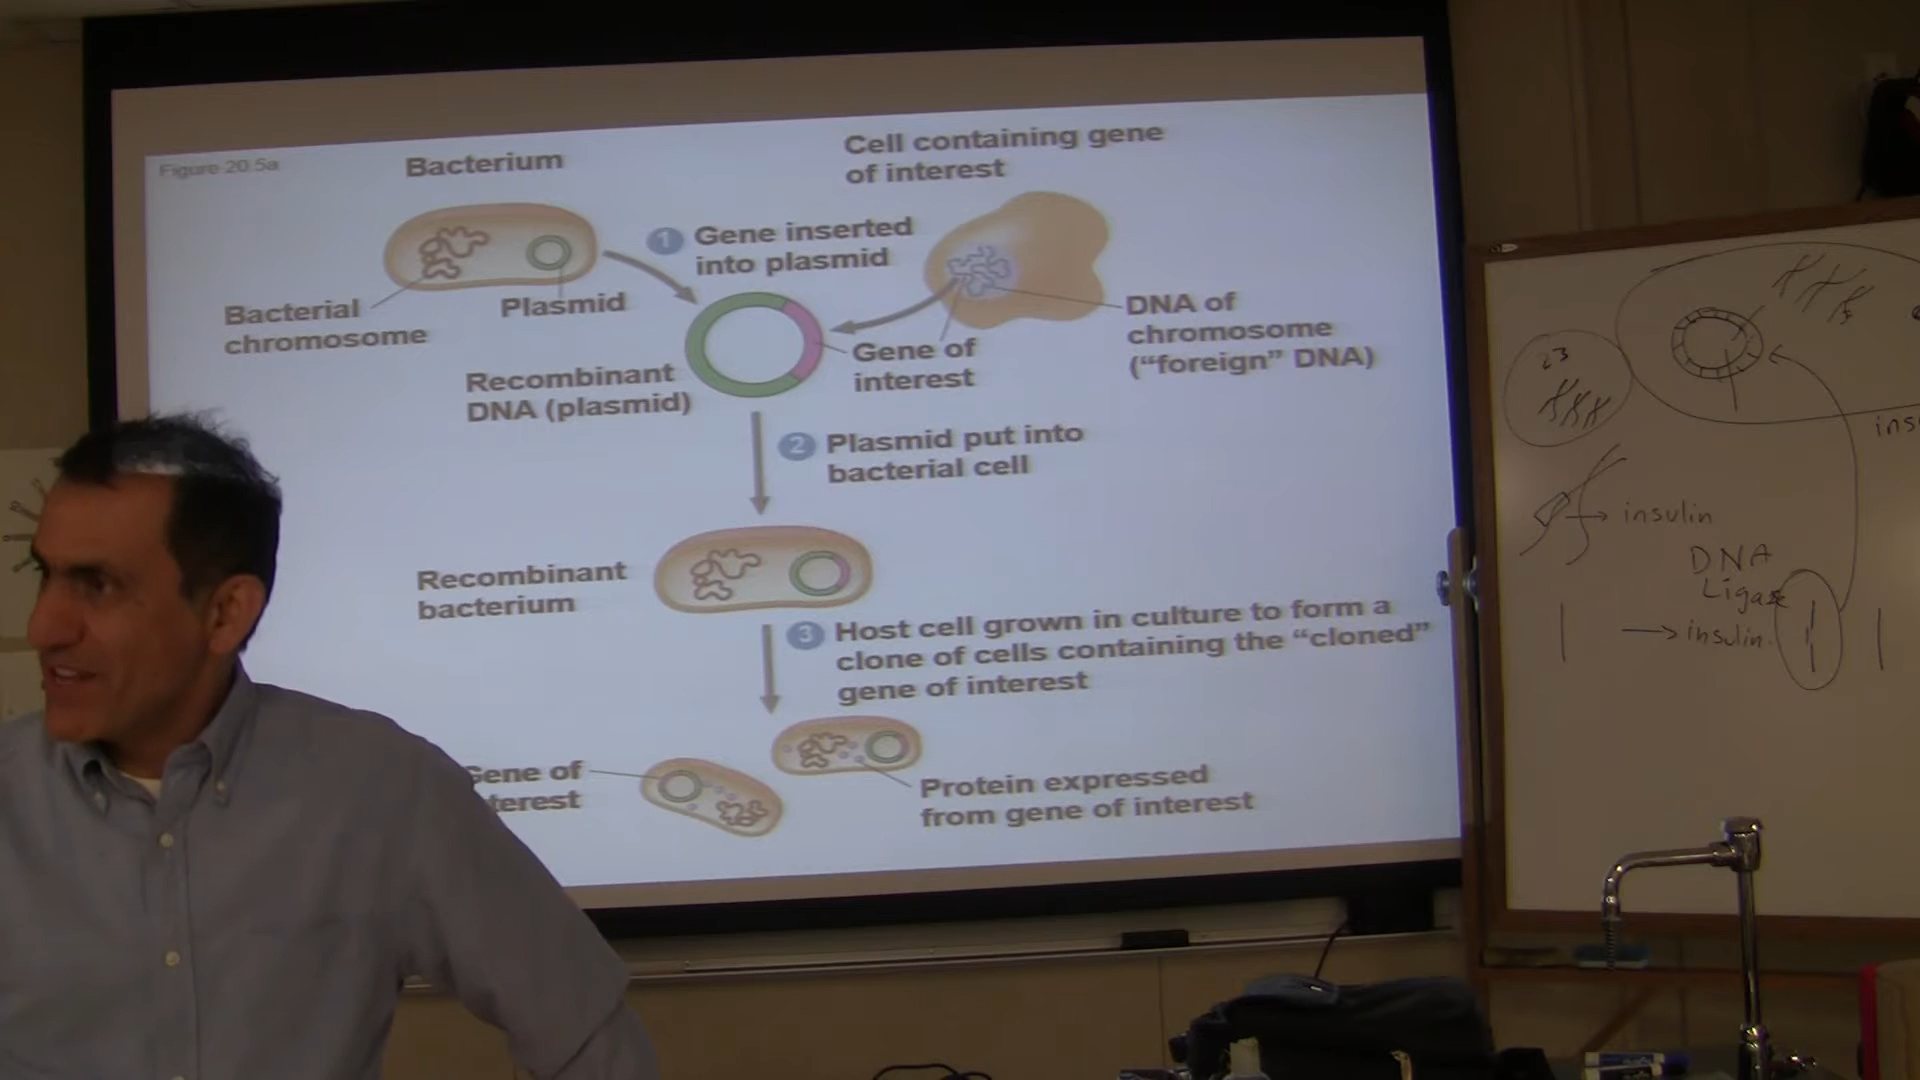 Figure 20.5a
Bacterium
Cell containing gene
of interest
1 Gene inserted
into plasmid
Bacterial
chromosome
Plasmid
DNA of
chromosome
(“foreign” DNA)
Gene of
interest
Recombinant
DNA (plasmid)
2 Plasmid put into
bacterial cell
Recombinant
bacterium
3 Host cell grown in culture to form a
clone of cells containing the “cloned”
gene of interest
Gene of
terest
Protein expressed
from gene of interest
23
ins
insulin
DNA
Ligase
insulin.